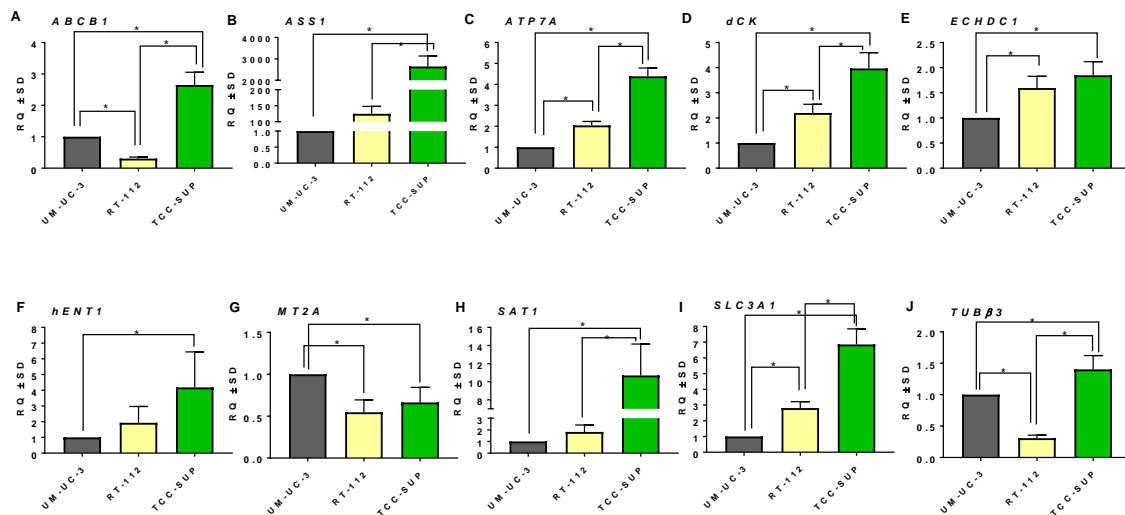 A ABCB1
RQ ±SD
4
3
2
1
0
* * *
UM-UC-3 RT-112 TCC-SUP
B ASS1
RQ ±SD
4000
3000
2000
150
100
50
1.0
0.5
0.0
* *
UM-UC-3 RT-112 TCC-SUP
C ATP7A
RQ ±SD
6
5
4
3
2
1
0
* * *
UM-UC-3 RT-112 TCC-SUP
D dCK
RQ ±SD
5
4
3
2
1
0
* * *
UM-UC-3 RT-112 TCC-SUP
E ECHDC1
RQ ±SD
2.5
2.0
1.5
1.0
0.5
0.0
* *
UM-UC-3 RT-112 TCC-SUP
F hENT1
RQ ±SD
8
7
6
5
4
3
2
1
0
*
UM-UC-3 RT-112 TCC-SUP
G MT2A
RQ ±SD
1.5
1.0
0.5
0.0
* *
UM-UC-3 RT-112 TCC-SUP
H SAT1
RQ ±SD
16
14
12
10
8
3
2
1
0
* *
UM-UC-3 RT-112 TCC-SUP
I SLC3A1
RQ ±SD
8
7
6
5
4
3
2
1
0
* * *
UM-UC-3 RT-112 TCC-SUP
J TUBβ3
RQ ±SD
2.0
1.5
1.0
0.5
0.0
* * *
UM-UC-3 RT-112 TCC-SUP